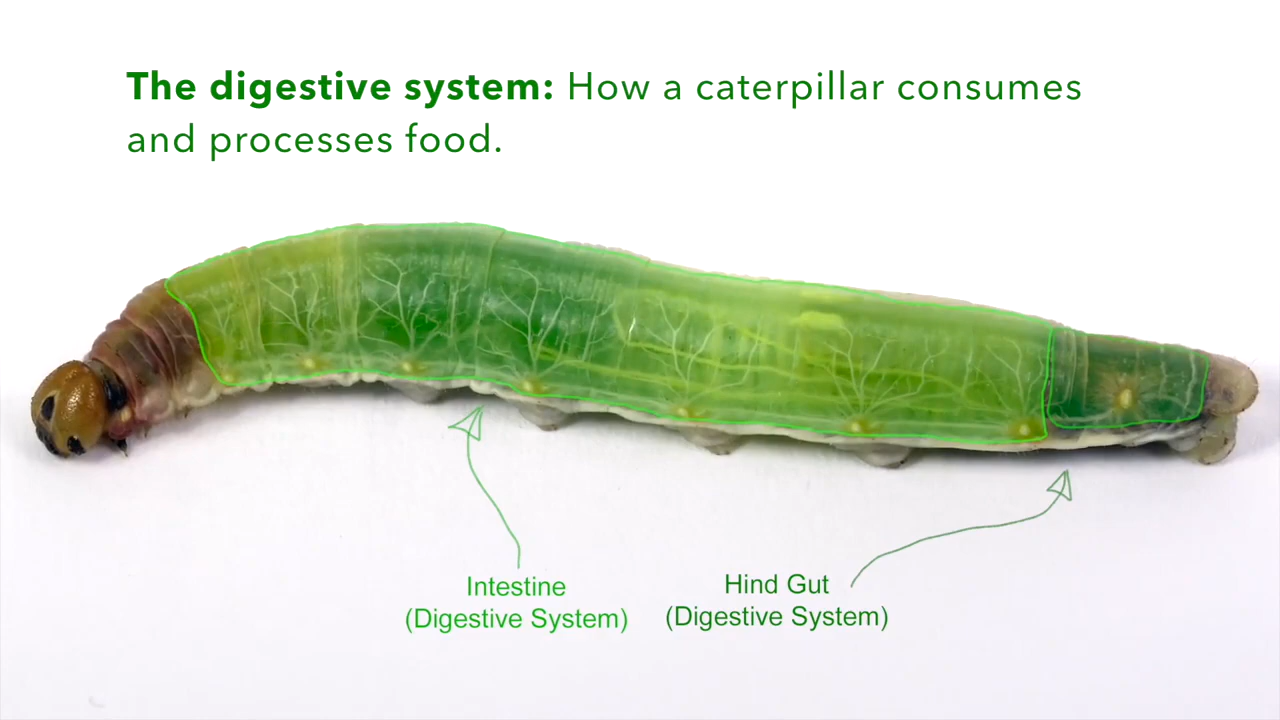 The digestive system: How a caterpillar consumes
and processes food.
Intestine
(Digestive System)
Hind Gut
(Digestive System)